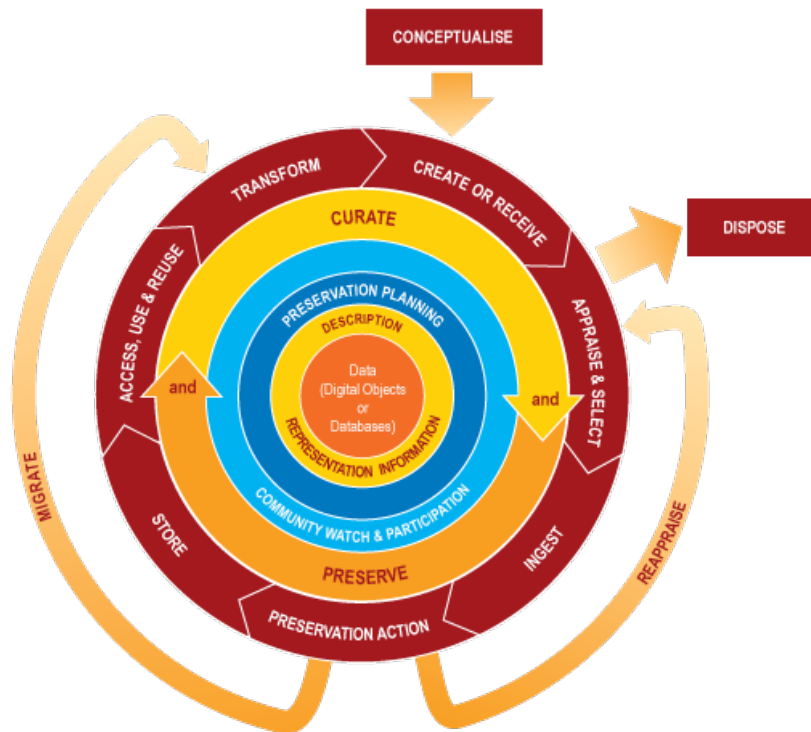 CONCEPTUALISE
DISPOSE
CREATE OR RECEIVE
APPRAISE & SELECT
INGEST
PRESERVATION ACTION
STORE
ACCESS, USE & REUSE
TRANSFORM
MIGRATE
REAPPRAISE
CURATE
and
PRESERVE
and
COMMUNITY WATCH & PARTICIPATION
PRESERVATION PLANNING
DESCRIPTION
REPRESENTATION INFORMATION
Data
(Digital Objects
or
Databases)